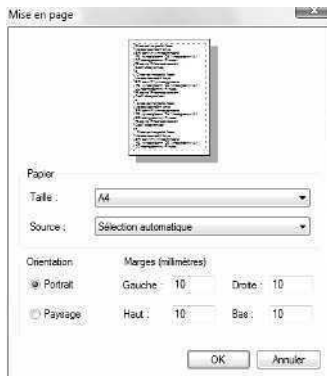 Mise en page
Papier
Taille :
A4
Source :
Sélection automatique
Orientation
Marges (millimètres)
Portrait
Gauche :
10
Droite :
10
Paysage
Haut :
10
Bas :
10
OK
Annuler